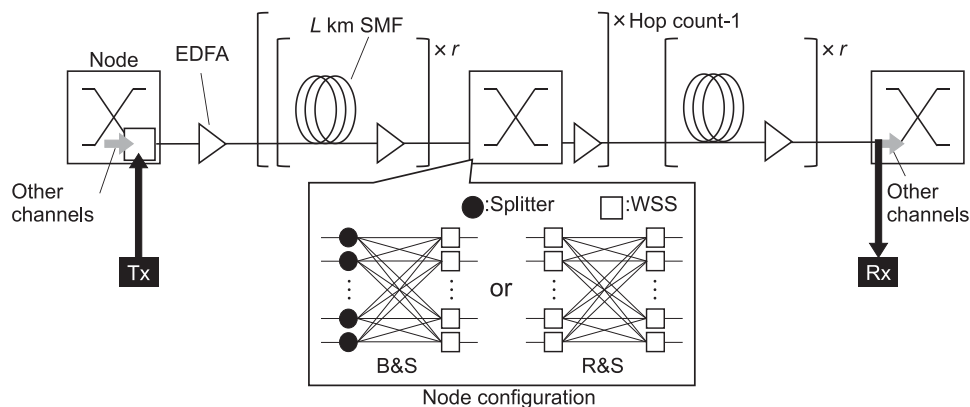 Node
EDFA
L km SMF
× r
× Hop count-1
× r
Other
channels
Tx
Other
channels
Rx
:Splitter
:WSS
or
B&S
R&S
Node configuration